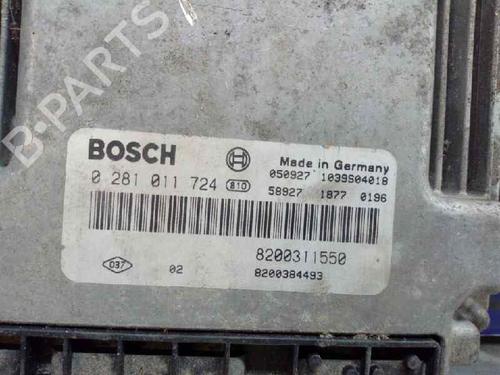 B-PARTS
BOSCH
Made in Germany
0 281 011 724 810
050927 1039S04018
58927 1877 0196
8200311550
037
02
8200384493